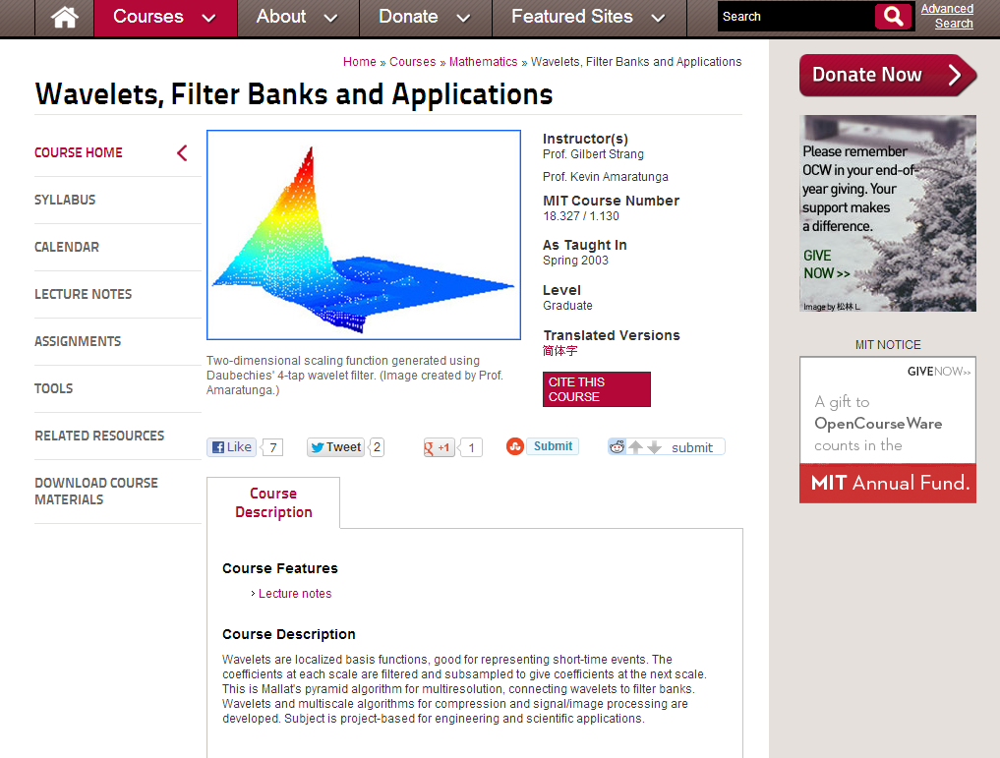 Courses
About
Donate
Featured Sites
Search
Advanced
Search
Home » Courses » Mathematics » Wavelets, Filter Banks and Applications
Wavelets, Filter Banks and Applications
COURSE HOME
SYLLABUS
CALENDAR
LECTURE NOTES
ASSIGNMENTS
TOOLS
RELATED RESOURCES
DOWNLOAD COURSE
MATERIALS
Two-dimensional scaling function generated using
Daubechies' 4-tap wavelet filter. (Image created by Prof.
Amaratunga.)
Instructor(s)
Prof. Gilbert Strang
Prof. Kevin Amaratunga
MIT Course Number
18.327 / 1.130
As Taught In
Spring 2003
Level
Graduate
Translated Versions
简体字
CITE THIS
COURSE
Like 7
Tweet 2
g +1 1
Submit
submit
Course
Description
Course Features
Lecture notes
Course Description
Wavelets are localized basis functions, good for representing short-time events. The
coefficients at each scale are filtered and subsampled to give coefficients at the next scale.
This is Mallat's pyramid algorithm for multiresolution, connecting wavelets to filter banks.
Wavelets and multiscale algorithms for compression and signal/image processing are
developed. Subject is project-based for engineering and scientific applications.
Donate Now
Please remember
OCW in your end-of-
year giving. Your
support makes
a difference.
GIVE
NOW >>
Image by 松林 L.
MIT NOTICE
GIVENOW>>
A gift to
OpenCourseWare
counts in the
MIT Annual Fund.